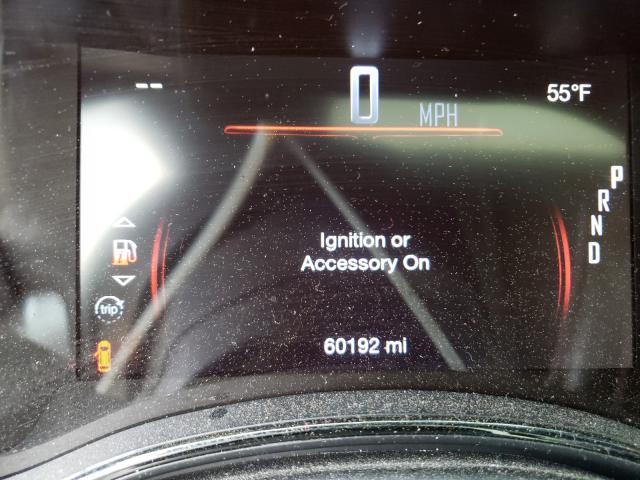 --
0 MPH
55°F
P
R
N
D
Ignition or
Accessory On
trip
60192 mi